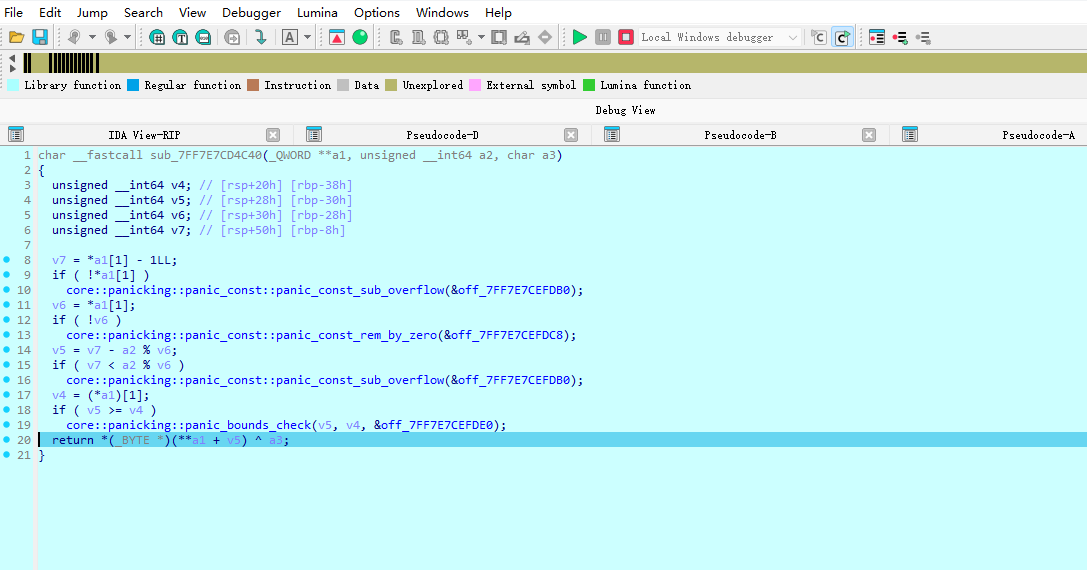 File Edit Jump Search View Debugger Lumina Options Windows Help
Local Windows debugger
Library function Regular function Instruction Data Unexplored External symbol Lumina function
Debug View
IDA View-RIP Pseudocode-D Pseudocode-B Pseudocode-A
1 char __fastcall sub_7FF7E7CD4C40(_QWORD **a1, unsigned __int64 a2, char a3)
2 {
3 unsigned __int64 v4; // [rsp+20h] [rbp-38h]
4 unsigned __int64 v5; // [rsp+28h] [rbp-30h]
5 unsigned __int64 v6; // [rsp+30h] [rbp-28h]
6 unsigned __int64 v7; // [rsp+50h] [rbp-8h]
7
8 v7 = *a1[1] - 1LL;
9 if ( !*a1[1] )
10 core::panicking::panic_const::panic_const_sub_overflow(&off_7FF7E7CEFDB0);
11 v6 = *a1[1];
12 if ( !v6 )
13 core::panicking::panic_const::panic_const_rem_by_zero(&off_7FF7E7CEFDC8);
14 v5 = v7 - a2 % v6;
15 if ( v7 < a2 % v6 )
16 core::panicking::panic_const::panic_const_sub_overflow(&off_7FF7E7CEFDB0);
17 v4 = (*a1)[1];
18 if ( v5 >= v4 )
19 core::panicking::panic_bounds_check(v5, v4, &off_7FF7E7CEFDE0);
20 return *(_BYTE *)(**a1 + v5) ^ a3;
21 }